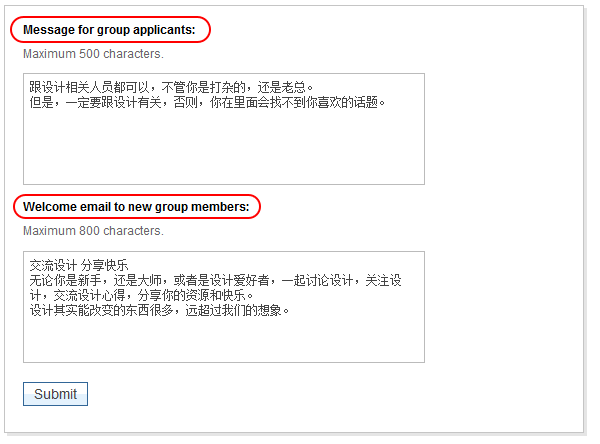 Message for group applicants:
Maximum 500 characters.
跟设计相关人员都可以，不管你是打杂的，还是老总。
但是，一定要跟设计有关，否则，你在里面会找不到你喜欢的话题。
Welcome email to new group members:
Maximum 800 characters.
交流设计 分享快乐
无论你是新手，还是大师，或者是设计爱好者，一起讨论设计，关注设
计，交流设计心得，分享你的资源和快乐。
设计其实能改变的东西很多，远超过我们的想象。
Submit